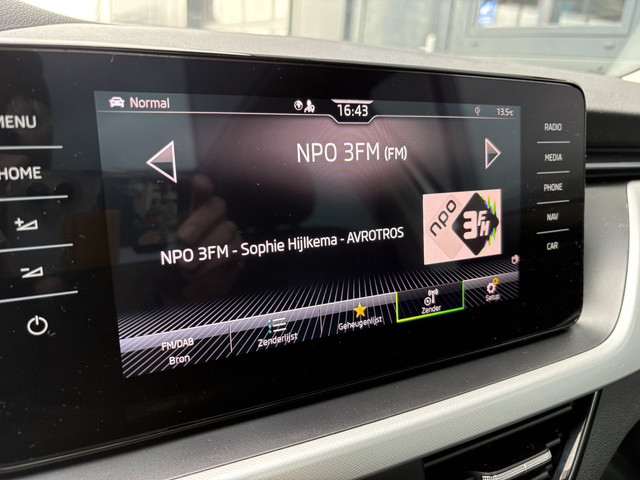 MENU
HOME
Normal
16:43
13.5°C
NPO 3FM (FM)
npo
3FM
NPO 3FM - Sophie Hijlkema - AVROTROS
FM/DAB
Bron
Zenderlijst
Geheugenlijst
Zender
Setup
RADIO
MEDIA
PHONE
NAV
CAR